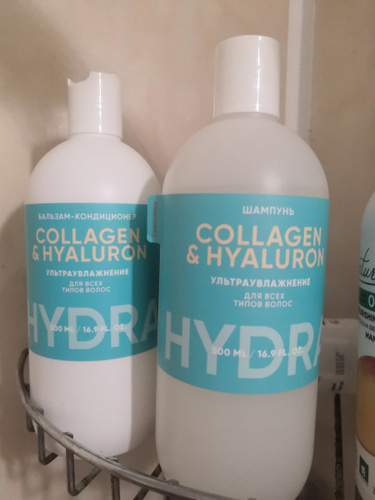 БАЛЬЗАМ-КОНДИЦИОНЕР
COLLAGEN
& HYALURON
УЛЬТРАУВЛАЖНЕНИЕ
ДЛЯ ВСЕХ
ТИПОВ ВОЛОС
HYDRA
500 ML / 16.9 FL. OZ
ШАМПУНЬ
COLLAGEN
& HYALURON
УЛЬТРАУВЛАЖНЕНИЕ
ДЛЯ ВСЕХ
ТИПОВ ВОЛОС
HYDRA
500 ML / 16.9 FL. OZ